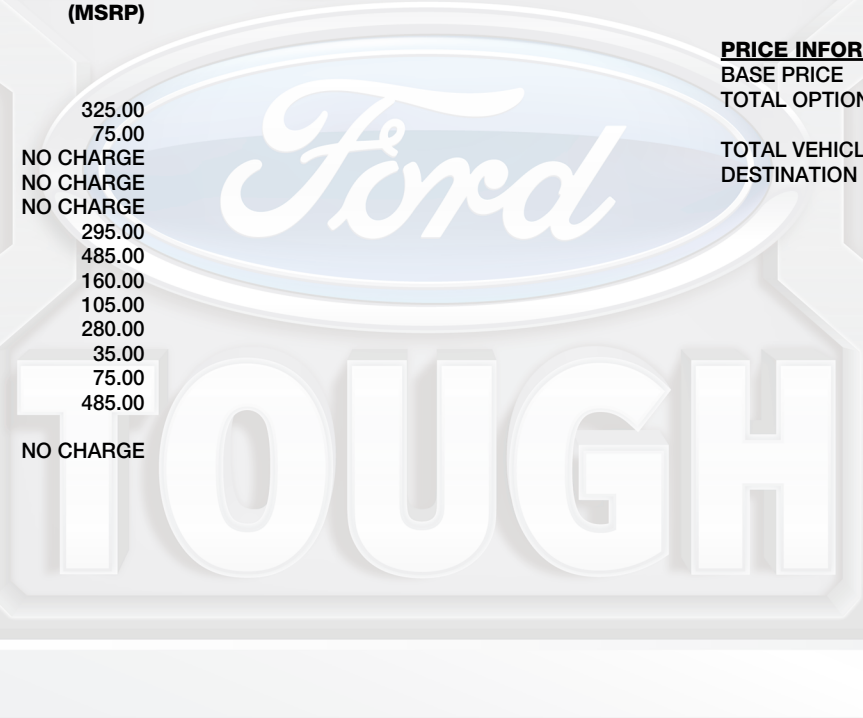 (MSRP)
325.00
75.00
NO CHARGE
NO CHARGE
NO CHARGE
295.00
485.00
160.00
105.00
280.00
35.00
75.00
485.00
NO CHARGE
PRICE INFOR
BASE PRICE
TOTAL OPTION
TOTAL VEHICL
DESTINATION
Ford
TOUGH